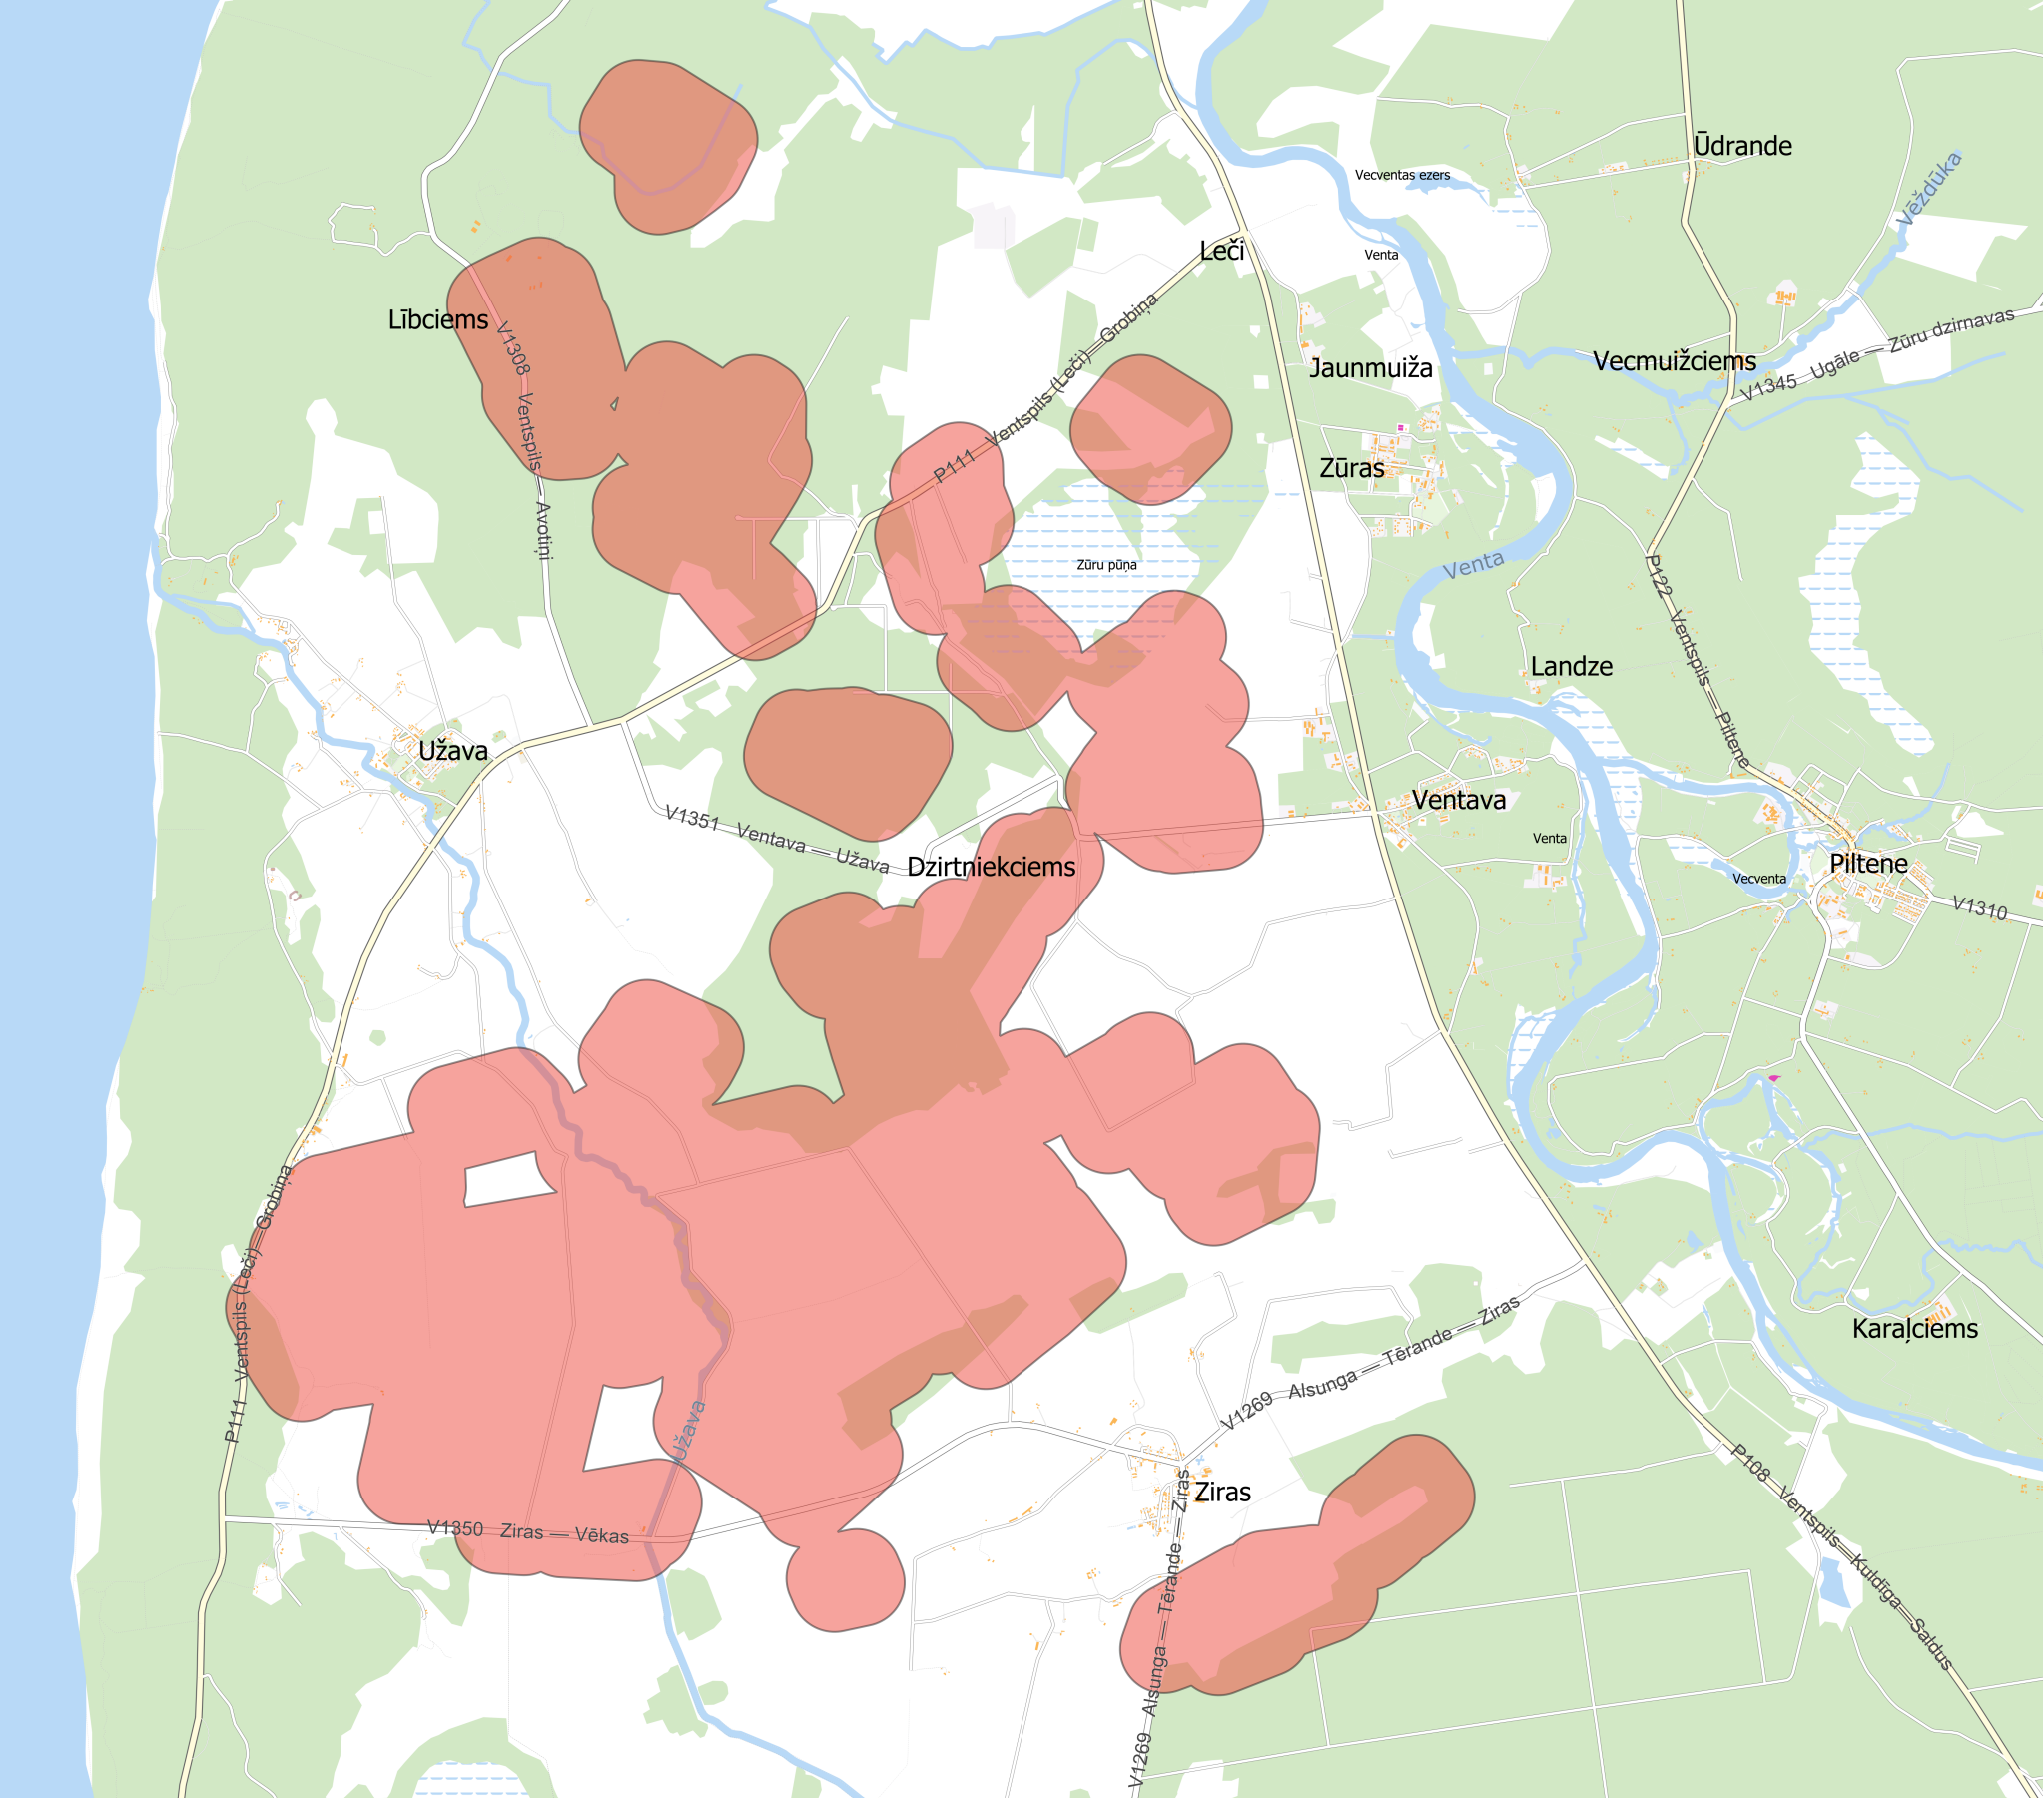 Ūdrande
Vecventas ezers
Vēždūka
Leči
Venta
Lībciems
V1308 Ventspils — Avotiņi
P111 Ventspils (Leči) — Grobiņa
Jaunmuiža
Vecmuižciems
V1345 Ugāle — Zūru dzirnavas
Zūras
Zūru pūņa
Venta
P122 Ventspils — Piltene
Landze
Užava
V1351 Ventava — Užava
Ventava
Venta
Dzirtniekciems
Piltene
Vecventa
V1310
P111 Ventspils (Leči) — Grobiņa
Karaļciems
V1269 Alsunga — Tērande — Ziras
Užava
Ziras
V1350 Ziras — Vēkas
P108 Ventspils — Kuldīga — Saldus
V1269 Alsunga — Tērande — Ziras